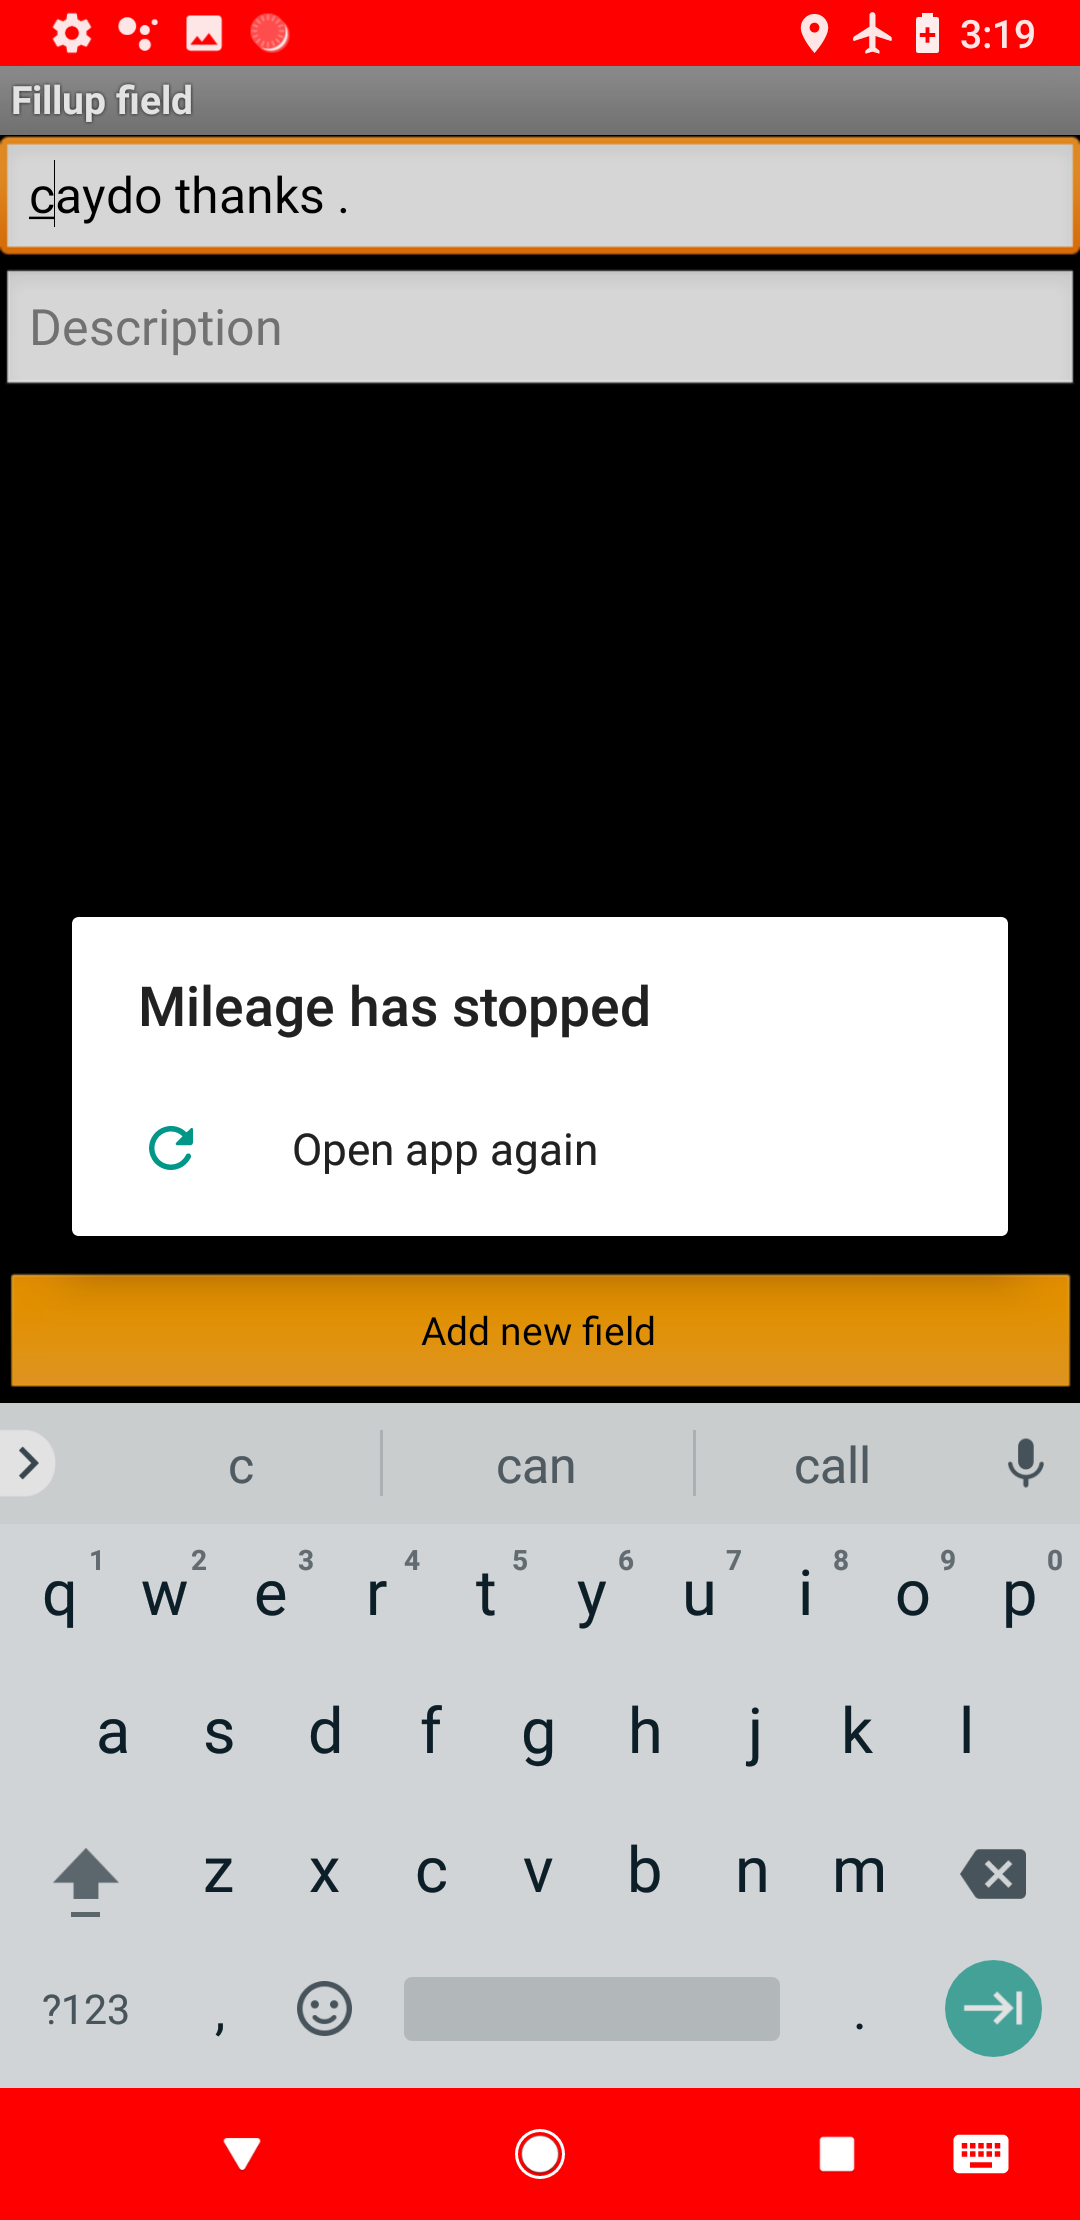 3:19
Fillup field
caydo thanks .
Description
Mileage has stopped
Open app again
Add new field
c can call
1 2 3 4 5 6 7 8 9 0
q w e r t y u i o p
a s d f g h j k l
z x c v b n m
?123 , .